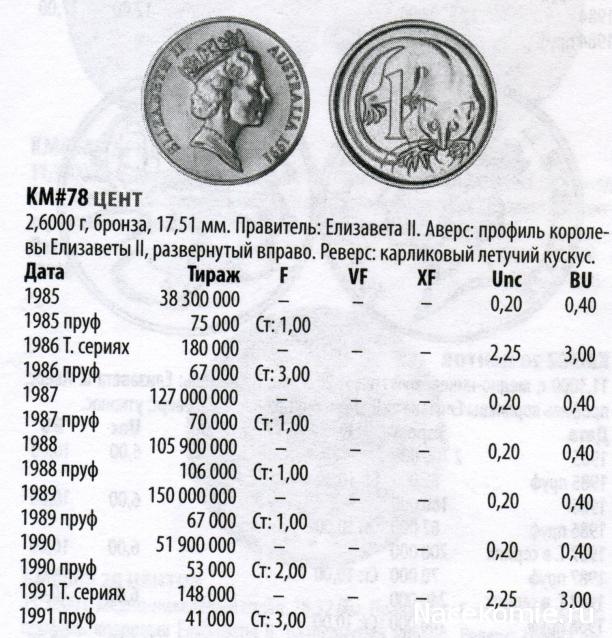 ELIZABETH II AUSTRALIA 1991
1
KM#78 ЦЕНТ
2,6000 г, бронза, 17,51 мм. Правитель: Елизавета II. Аверс: профиль короле-
вы Елизаветы II, развернутый вправо. Реверс: карликовый летучий кускус.
Дата Тираж F VF XF Unc BU
1985 38 300 000 – – – 0,20 0,40
1985 пруф 75 000 Ст: 1,00
1986 Т. сериях 180 000 – – – 2,25 3,00
1986 пруф 67 000 Ст: 3,00
1987 127 000 000 – – – 0,20 0,40
1987 пруф 70 000 Ст: 1,00
1988 105 900 000 – – – 0,20 0,40
1988 пруф 106 000 Ст: 1,00
1989 150 000 000 – – – 0,20 0,40
1989 пруф 67 000 Ст: 1,00
1990 51 900 000 – – – 0,20 0,40
1990 пруф 53 000 Ст: 2,00
1991 Т. сериях 148 000 – – – 2,25 3,00
1991 пруф 41 000 Ст: 3,00
Nasekomie.ru